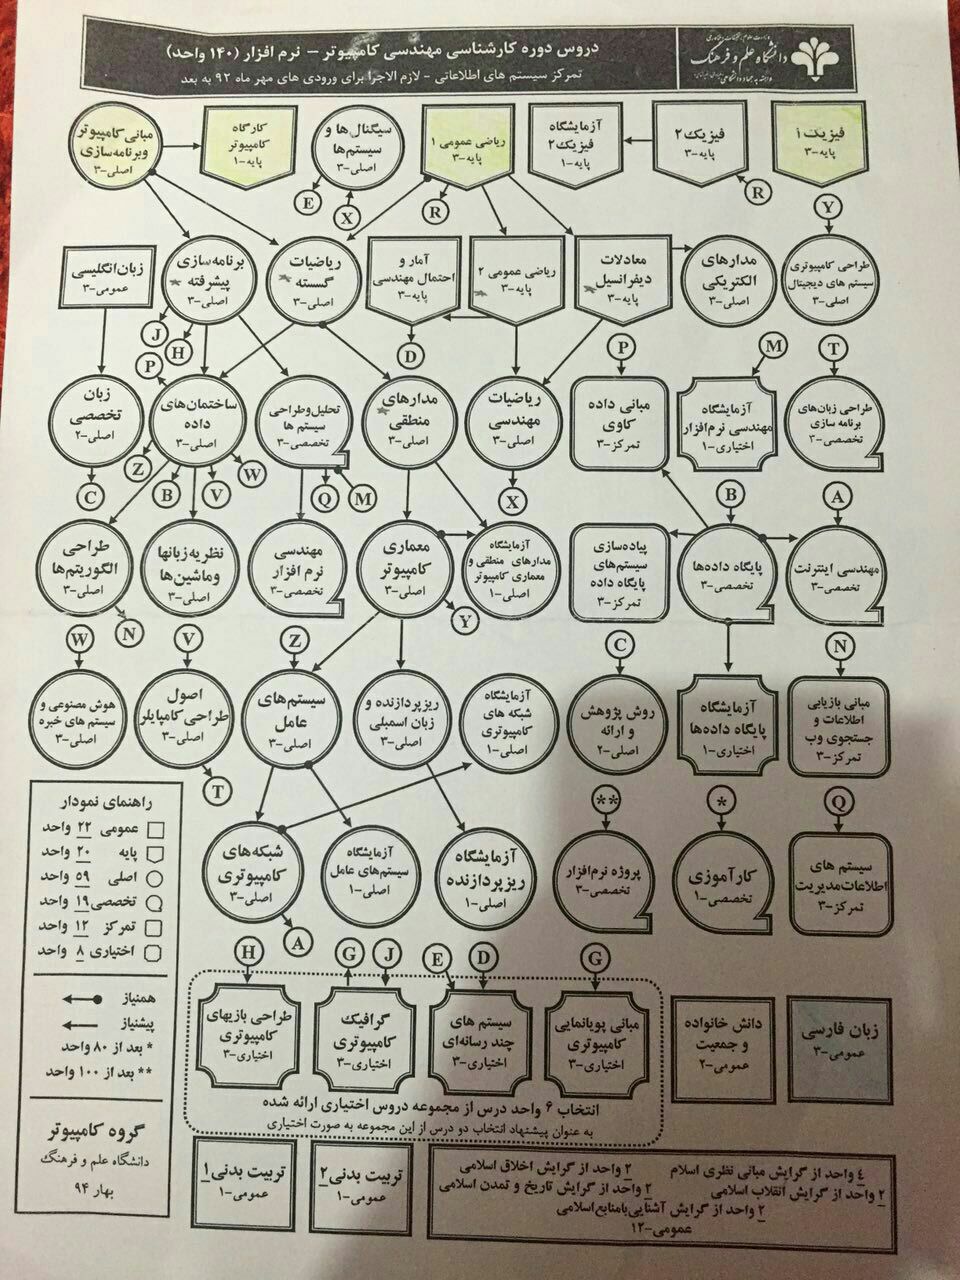 دانشگاه علم و فرهنگ
دروس دوره کارشناسی مهندسی کامپیوتر - نرم افزار (۱۴۰ واحد)
تمرکز سیستم های اطلاعاتی - لازم الاجرا برای ورودی های مهر ماه ۹۲ به بعد
فیزیک ۱
پایه-۳
فیزیک ۲
پایه-۳
آزمایشگاه
فیزیک ۲
پایه-۱
ریاضی عمومی ۱
پایه-۳
سیگنال ها و
سیستم ها
اصلی-۳
کارگاه
کامپیوتر
پایه-۱
مبانی کامپیوتر
وبرنامه سازی
اصلی-۳
R
R
X
E
Y
طراحی کامپیوتری
سیستم های دیجیتال
اصلی-۳
مدارهای
الکتریکی
اصلی-۳
معادلات
دیفرانسیل
پایه-۳
ریاضی عمومی ۲
پایه-۳
آمار و
احتمال مهندسی
پایه-۳
ریاضیات
گسسته
اصلی-۳
برنامه سازی
پیشرفته
اصلی-۳
زبان انگلیسی
عمومی-۳
T
M
P
D
H
J
P
طراحی زبان های
برنامه سازی
تخصصی-۳
آزمایشگاه
مهندسی نرم افزار
اختیاری-۱
مبانی داده
کاوی
تمرکز-۳
ریاضیات
مهندسی
اصلی-۳
مدارهای
منطقی
اصلی-۳
تحلیل وطراحی
سیستم ها
تخصصی-۳
ساختمان های
داده
اصلی-۳
زبان
تخصصی
اصلی-۲
A
B
X
M
Q
W
V
B
Z
C
مهندسی اینترنت
تخصصی-۳
پایگاه داده‌ها
تخصصی-۳
پیاده سازی
سیستم های
پایگاه داده
تمرکز-۳
آزمایشگاه
مدارهای منطقی و
معماری کامپیوتر
اصلی-۱
معماری
کامپیوتر
اصلی-۳
مهندسی
نرم افزار
تخصصی-۳
نظریه زبانها
وماشین ها
اصلی-۳
طراحی
الگوریتم ها
اصلی-۳
N
C
Y
Z
V
N
W
مبانی بازیابی
اطلاعات و
جستجوی وب
تمرکز-۳
آزمایشگاه
پایگاه داده‌ها
اختیاری-۱
روش پژوهش
و ارائه
اصلی-۲
آزمایشگاه
شبکه های
کامپیوتری
اصلی-۱
ریزپردازنده و
زبان اسمبلی
اصلی-۳
سیستم های
عامل
اصلی-۳
اصول
طراحی کامپایلر
اصلی-۳
هوش مصنوعی و
سیستم های خبره
اصلی-۳
Q
*
**
T
سیستم های
اطلاعات مدیریت
تمرکز-۳
کارآموزی
تخصصی-۱
پروژه نرم افزار
تخصصی-۳
آزمایشگاه
ریزپردازنده
اصلی-۱
آزمایشگاه
سیستم های عامل
اصلی-۱
شبکه های
کامپیوتری
اصلی-۳
A
راهنمای نمودار
عمومی ۲۲ واحد
پایه ۲۰ واحد
اصلی ۵۹ واحد
تخصصی ۱۹ واحد
تمرکز ۱۲ واحد
اختیاری ۸ واحد
همنیاز
پیشنیاز
* بعد از ۸۰ واحد
** بعد از ۱۰۰ واحد
گروه کامپیوتر
دانشگاه علم و فرهنگ
بهار ۹۴
G
D
E
J
G
H
زبان فارسی
عمومی-۳
دانش خانواده
و جمعیت
عمومی-۲
مبانی پویانمایی
کامپیوتری
اختیاری-۳
سیستم های
چند رسانه‌ای
اختیاری-۳
گرافیک
کامپیوتری
اختیاری-۳
طراحی بازیهای
کامپیوتری
اختیاری-۳
انتخاب ۶ واحد درس از مجموعه دروس اختیاری ارائه شده
به عنوان پیشنهاد انتخاب دو درس از این مجموعه به صورت اختیاری
تربیت بدنی ۱
عمومی-۱
تربیت بدنی ۲
عمومی-۱
۴ واحد از گرایش مبانی نظری اسلام
۲ واحد از گرایش اخلاق اسلامی
۲ واحد از گرایش انقلاب اسلامی
۲ واحد از گرایش تاریخ و تمدن اسلامی
۲ واحد از گرایش آشنایی بامنابع اسلامی
عمومی-۱۲